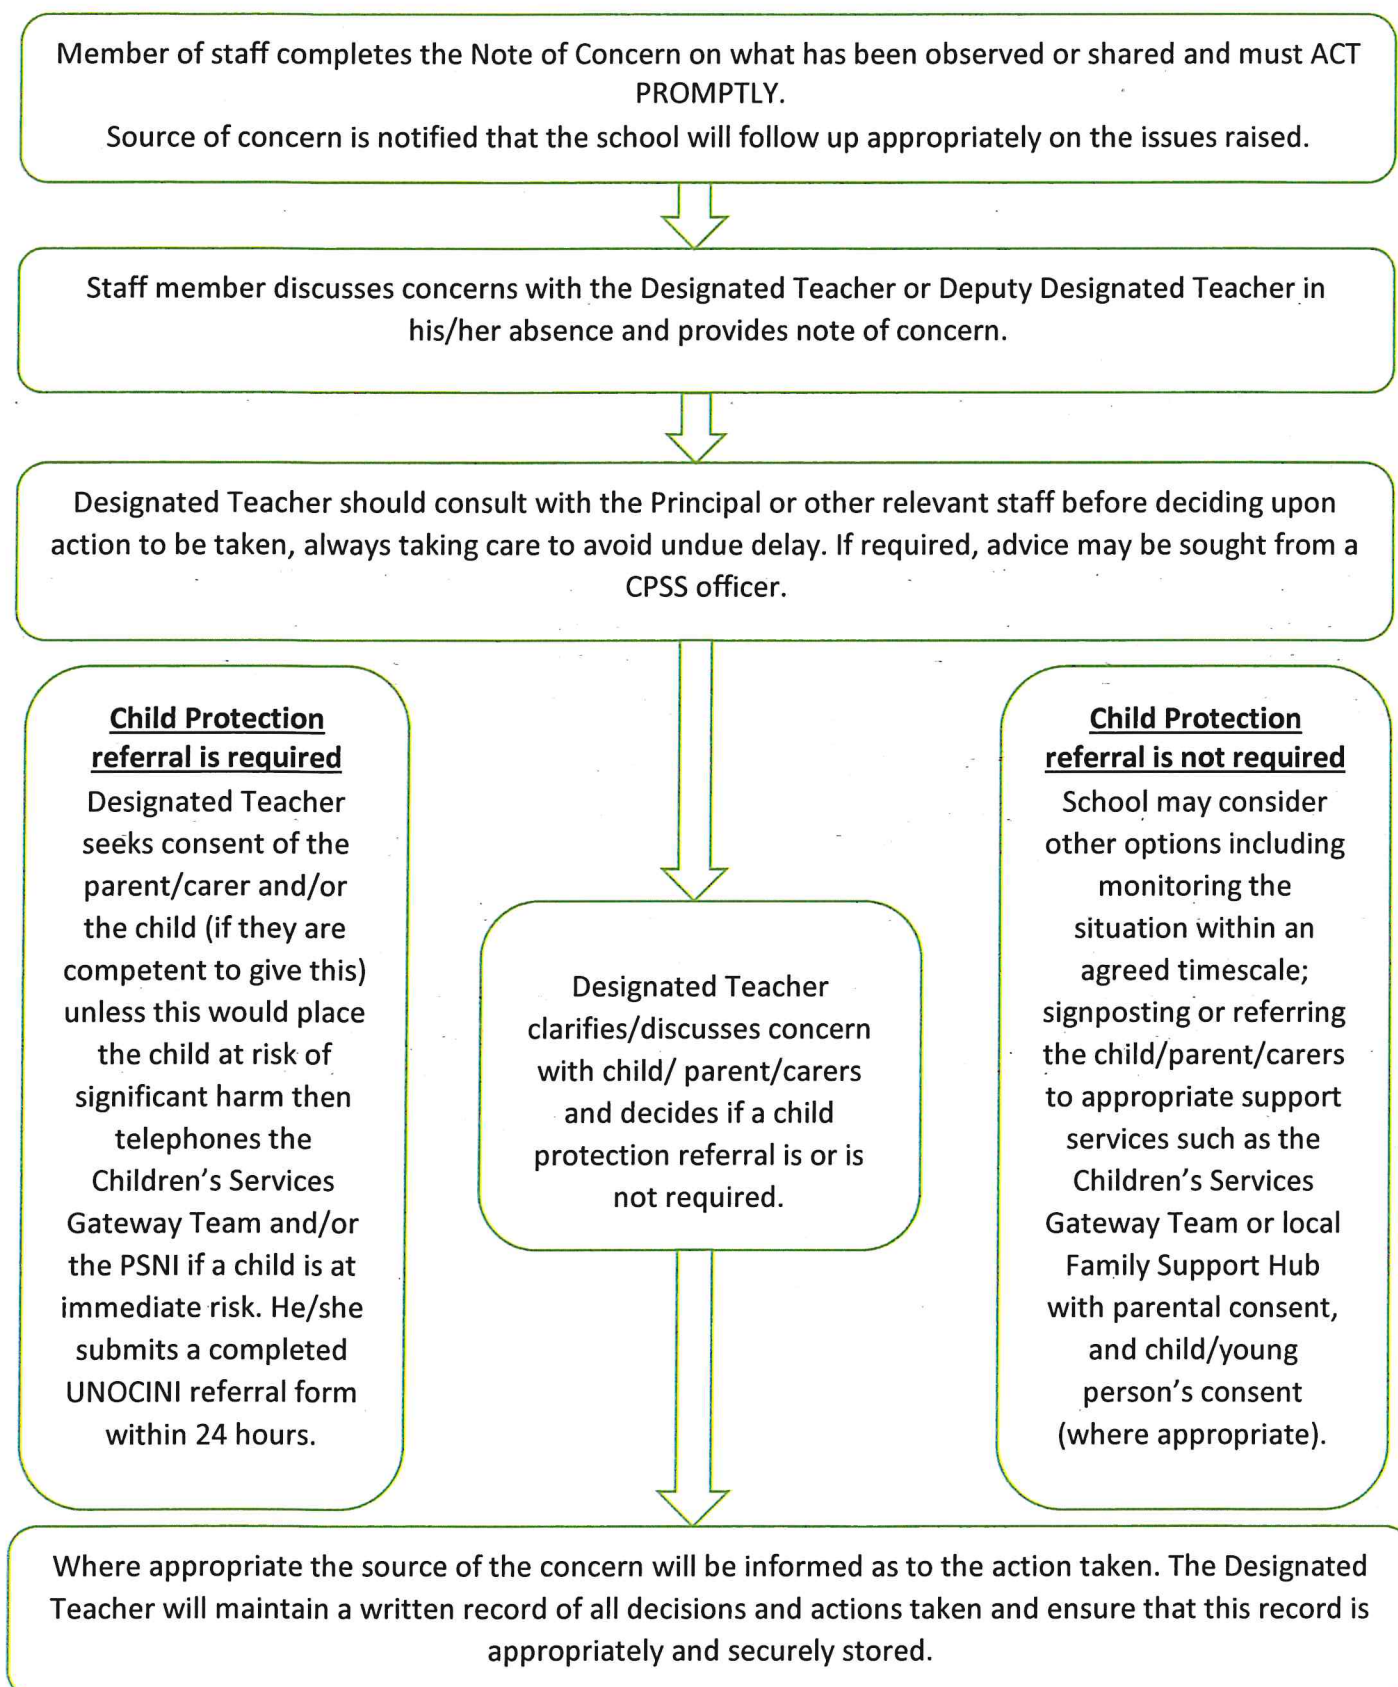 Member of staff completes the Note of Concern on what has been observed or shared and must ACT
PROMPTLY.
Source of concern is notified that the school will follow up appropriately on the issues raised.
Staff member discusses concerns with the Designated Teacher or Deputy Designated Teacher in
his/her absence and provides note of concern.
Designated Teacher should consult with the Principal or other relevant staff before deciding upon
action to be taken, always taking care to avoid undue delay. If required, advice may be sought from a
CPSS officer.
Child Protection
referral is required
Designated Teacher
seeks consent of the
parent/carer and/or
the child (if they are
competent to give this)
unless this would place
the child at risk of
significant harm then
telephones the
Children's Services
Gateway Team and/or
the PSNI if a child is at
immediate risk. He/she
submits a completed
UNOCINI referral form
within 24 hours.
Designated Teacher
clarifies/discusses concern
with child/ parent/carers
and decides if a child
protection referral is or is
not required.
Child Protection
referral is not required
School may consider
other options including
monitoring the
situation within an
agreed timescale;
signposting or referring
the child/parent/carers
to appropriate support
services such as the
Children's Services
Gateway Team or local
Family Support Hub
with parental consent,
and child/young
person's consent
(where appropriate).
Where appropriate the source of the concern will be informed as to the action taken. The Designated
Teacher will maintain a written record of all decisions and actions taken and ensure that this record is
appropriately and securely stored.